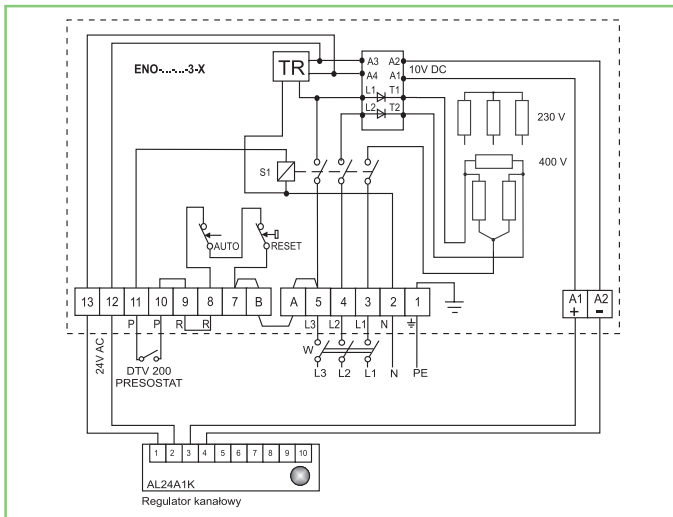 ENO-...-...-3-X
TR
A3 A2
A4 A1
10V DC
L1 T1
L2 T2
230 V
400 V
S1
AUTO
RESET
13 12 11 10 9 8 7 B A 5 4 3 2 1
A1 A2
+ -
P P R R
L3 L2 L1 N
24V AC
DTV 200
PRESOSTAT
W
L3 L2 L1 N PE
1 2 3 4 5 6 7 8 9 10
AL24A1K
Regulator kanałowy